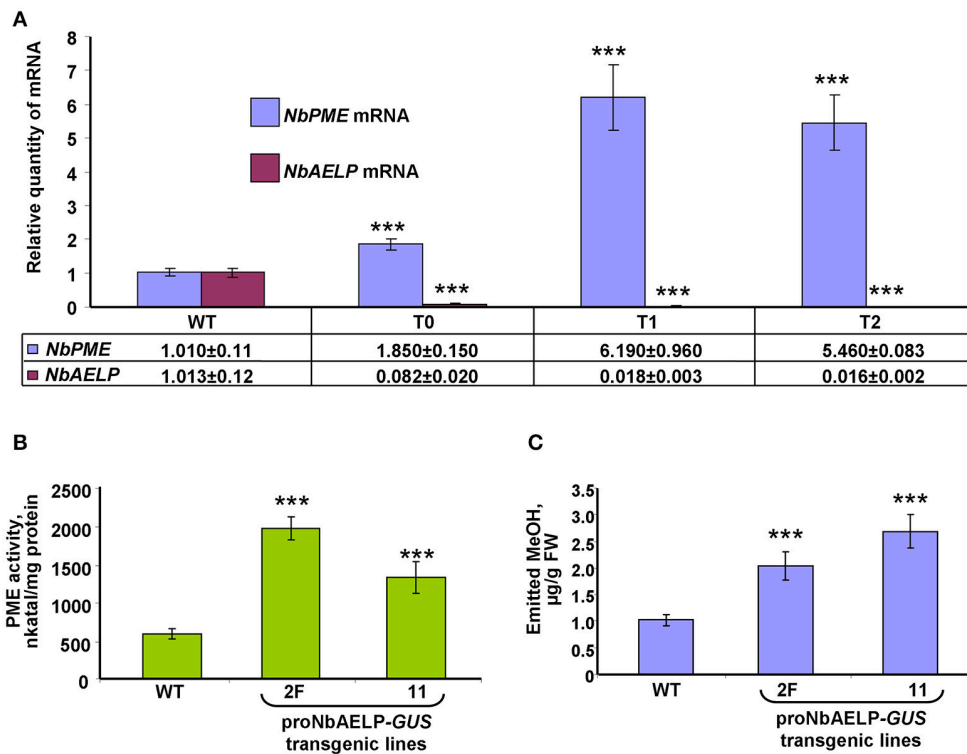 A
Relative quantity of mRNA
8
7
6
5
4
3
2
1
0
NbPME mRNA
NbAELP mRNA
***
***
***
***
***
***
WT T0 T1 T2
NbPME 1.010±0.11 1.850±0.150 6.190±0.960 5.460±0.083
NbAELP 1.013±0.12 0.082±0.020 0.018±0.003 0.016±0.002
B
PME activity,
nkatal/mg protein
2500
2000
1500
1000
500
0
***
***
WT 2F 11
proNbAELP-GUS
transgenic lines
C
Emitted MeOH,
µg/g FW
3.5
3.0
2.5
2.0
1.5
1.0
0.5
0
***
***
WT 2F 11
proNbAELP-GUS
transgenic lines